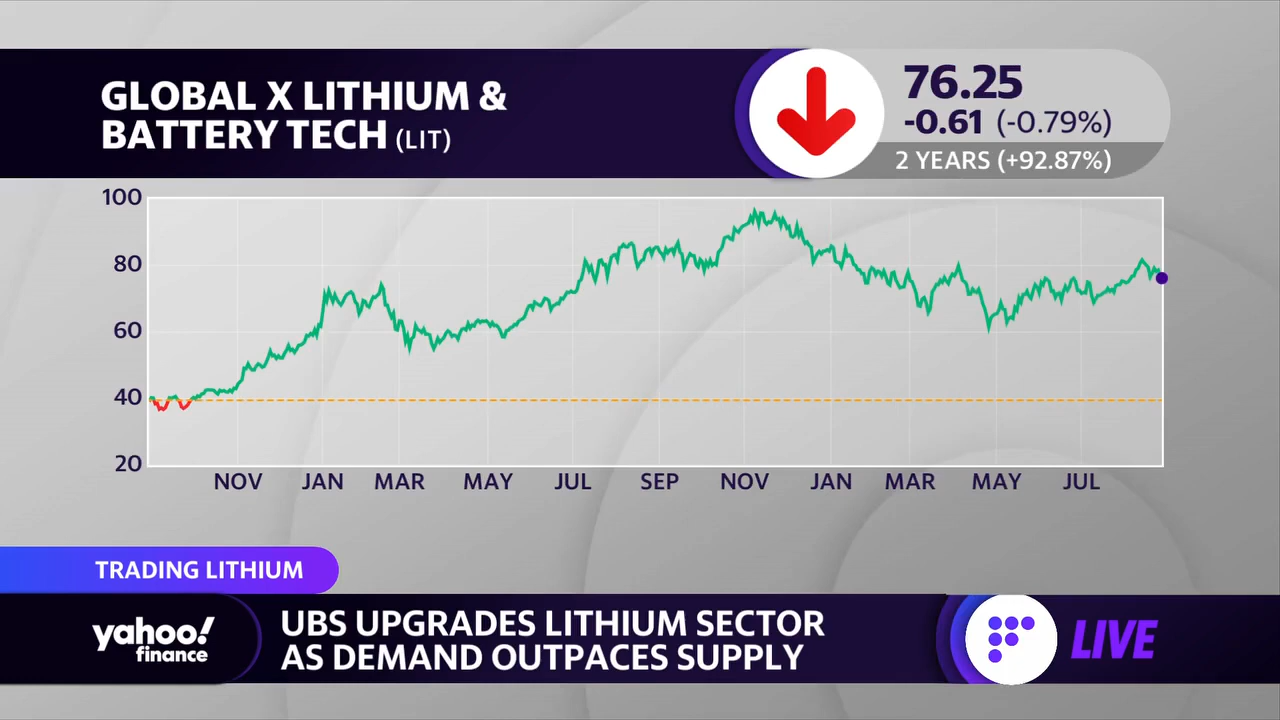 GLOBAL X LITHIUM &
BATTERY TECH (LIT)
76.25
-0.61 (-0.79%)
2 YEARS (+92.87%)
100
80
60
40
20
NOV JAN MAR MAY JUL SEP NOV JAN MAR MAY JUL
TRADING LITHIUM
yahoo!
finance
UBS UPGRADES LITHIUM SECTOR
AS DEMAND OUTPACES SUPPLY
LIVE